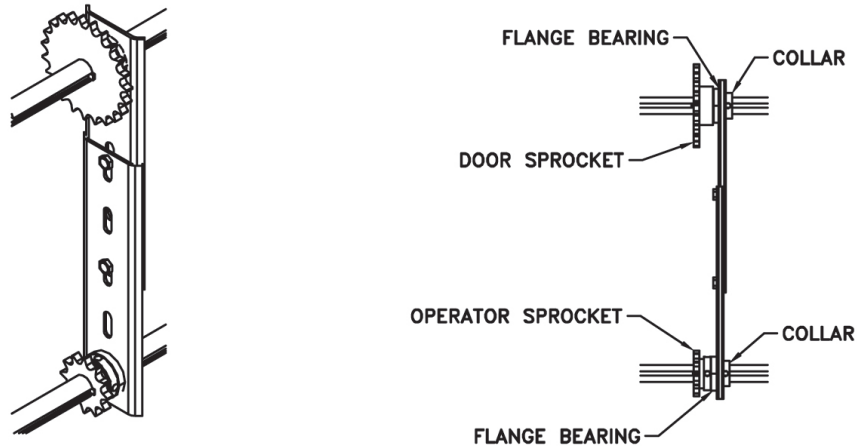 FLANGE BEARING
COLLAR
DOOR SPROCKET
OPERATOR SPROCKET
COLLAR
FLANGE BEARING